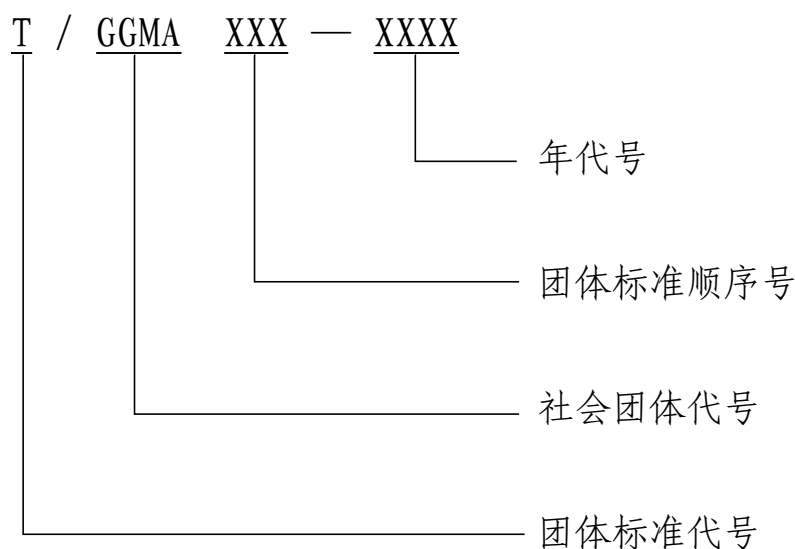 T / GGMA XXX — XXXX
年代号
团体标准顺序号
社会团体代号
团体标准代号